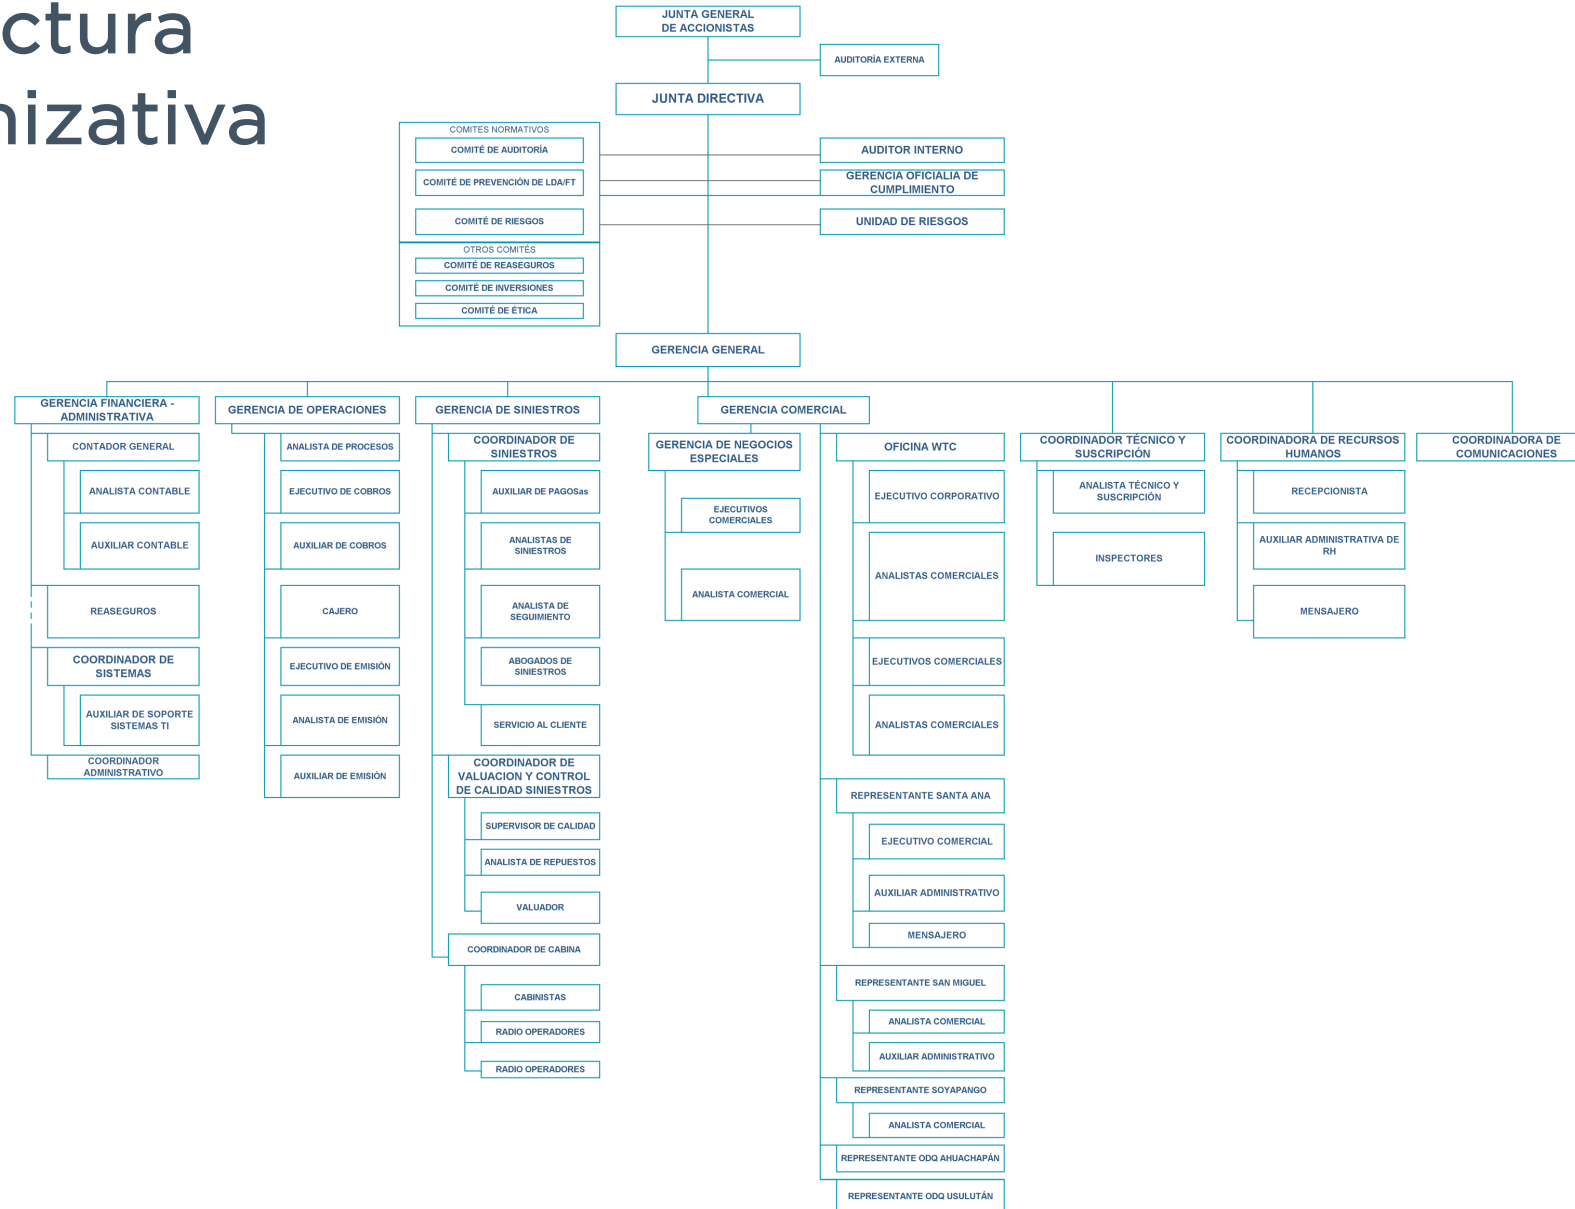 ctura
nizativa
JUNTA GENERAL
DE ACCIONISTAS
AUDITORÌA EXTERNA
JUNTA DIRECTIVA
COMITES NORMATIVOS
COMITÉ DE AUDITORÍA
COMITÉ DE PREVENCIÓN DE LDA/FT
COMITÉ DE RIESGOS
OTROS COMITÉS
COMITÉ DE REASEGUROS
COMITÉ DE INVERSIONES
COMITÉ DE ÉTICA
AUDITOR INTERNO
GERENCIA OFICIALIA DE
CUMPLIMIENTO
UNIDAD DE RIESGOS
GERENCIA GENERAL
GERENCIA FINANCIERA -
ADMINISTRATIVA
CONTADOR GENERAL
ANALISTA CONTABLE
AUXILIAR CONTABLE
REASEGUROS
COORDINADOR DE
SISTEMAS
AUXILIAR DE SOPORTE
SISTEMAS TI
COORDINADOR
ADMINISTRATIVO
GERENCIA DE OPERACIONES
ANALISTA DE PROCESOS
EJECUTIVO DE COBROS
AUXILIAR DE COBROS
CAJERO
EJECUTIVO DE EMISIÓN
ANALISTA DE EMISIÓN
AUXILIAR DE EMISIÓN
GERENCIA DE SINIESTROS
COORDINADOR DE
SINIESTROS
AUXILIAR DE PAGOSas
ANALISTAS DE
SINIESTROS
ANALISTA DE
SEGUIMIENTO
ABOGADOS DE
SINIESTROS
SERVICIO AL CLIENTE
COORDINADOR DE
VALUACION Y CONTROL
DE CALIDAD SINIESTROS
SUPERVISOR DE CALIDAD
ANALISTA DE REPUESTOS
VALUADOR
COORDINADOR DE CABINA
CABINISTAS
RADIO OPERADORES
RADIO OPERADORES
GERENCIA COMERCIAL
GERENCIA DE NEGOCIOS
ESPECIALES
EJECUTIVOS
COMERCIALES
ANALISTA COMERCIAL
OFICINA WTC
EJECUTIVO CORPORATIVO
ANALISTAS COMERCIALES
EJECUTIVOS COMERCIALES
ANALISTAS COMERCIALES
REPRESENTANTE SANTA ANA
EJECUTIVO COMERCIAL
AUXILIAR ADMINISTRATIVO
MENSAJERO
REPRESENTANTE SAN MIGUEL
ANALISTA COMERCIAL
AUXILIAR ADMINISTRATIVO
REPRESENTANTE SOYAPANGO
ANALISTA COMERCIAL
REPRESENTANTE ODQ AHUACHAPÁN
REPRESENTANTE ODQ USULUTÁN
COORDINADOR TÉCNICO Y
SUSCRIPCIÓN
ANALISTA TÉCNICO Y
SUSCRIPCIÓN
INSPECTORES
COORDINADORA DE RECURSOS
HUMANOS
RECEPCIONISTA
AUXILIAR ADMINISTRATIVA DE
RH
MENSAJERO
COORDINADORA DE
COMUNICACIONES